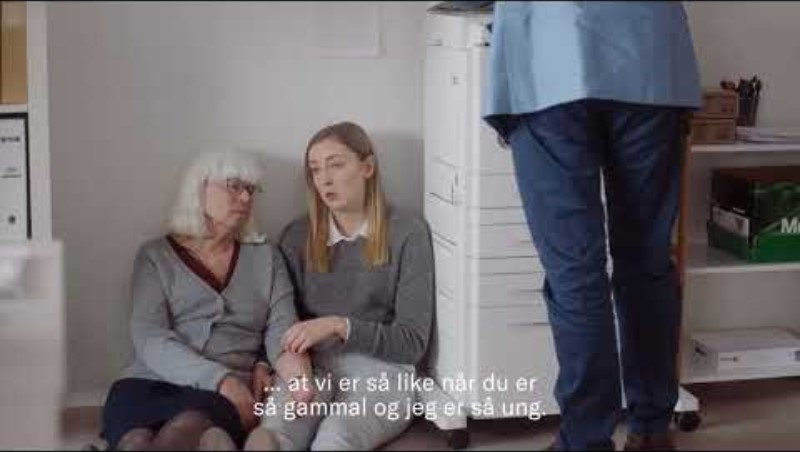 ... at vi er så like når du er
så gammal og jeg er så ung.